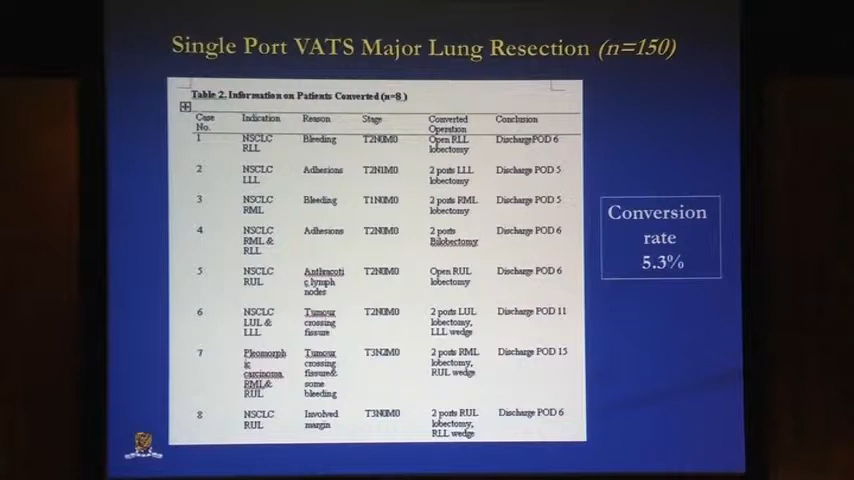 Single Port VATS Major Lung Resection (n=150)
Table 2. Information on Patients Converted (n=8 )
Case No. Indication Reason Stage Converted Operation Conclusion
1 NSCLC RLL Bleeding T2N0M0 Open RLL lobectomy DischargePOD 6
2 NSCLC LLL Adhesions T2N1M0 2 ports LLL lobectomy Discharge POD 5
3 NSCLC RML Bleeding T1N0M0 2 ports RML lobectomy Discharge POD 5
4 NSCLC RML & RLL Adhesions T2N0M0 2 ports Bilobectomy Discharge POD 6
5 NSCLC RUL Anthracotic lymph nodes T2N0M0 Open RUL lobectomy Discharge POD 6
6 NSCLC LUL & LLL Tumour crossing fissure T2N0M0 2 ports LUL lobectomy, LLL wedge Discharge POD 11
7 Pleomorphic carcinoma RML& RUL Tumour crossing fissure& some bleeding T3N2M0 2 ports RML lobectomy, RUL wedge Discharge POD 15
8 NSCLC RUL Involved margin T3N0M0 2 ports RUL lobectomy, RLL wedge Discharge POD 6
Conversion
rate
5.3%